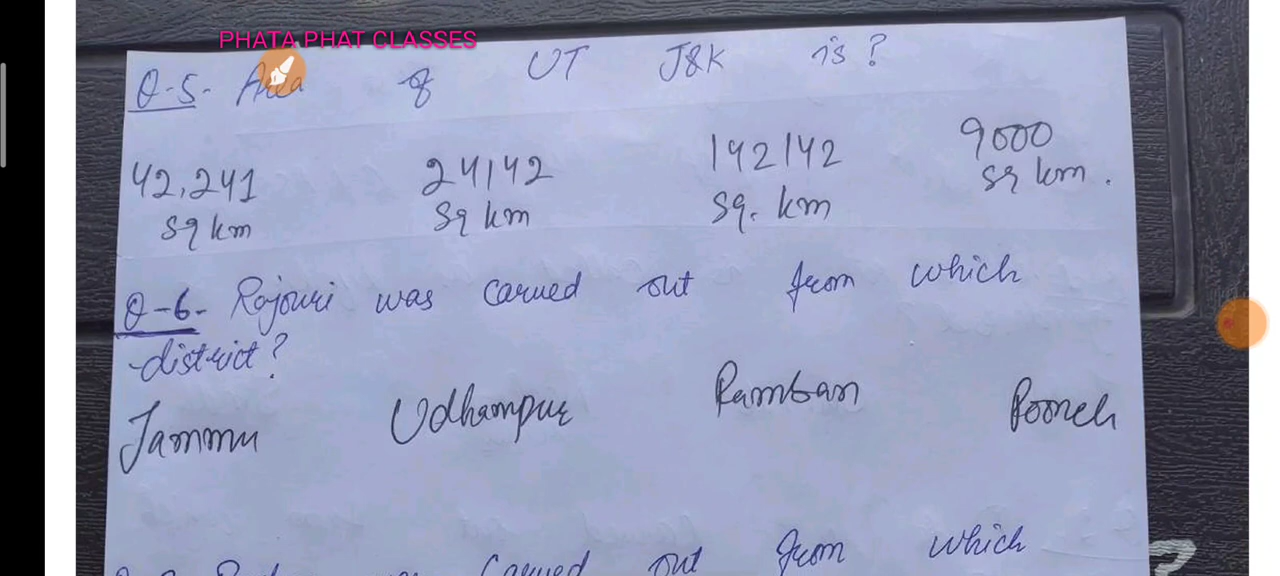 PHATA PHAT CLASSES
Q-5- Area of UT J&K is?
42,241 24142 142142 9000
sq km sq km sq. km sq km.
Q-6- Rajouri was carved out from which
district?
Jammu Udhampur Ramban Poonch
carved out from which
?